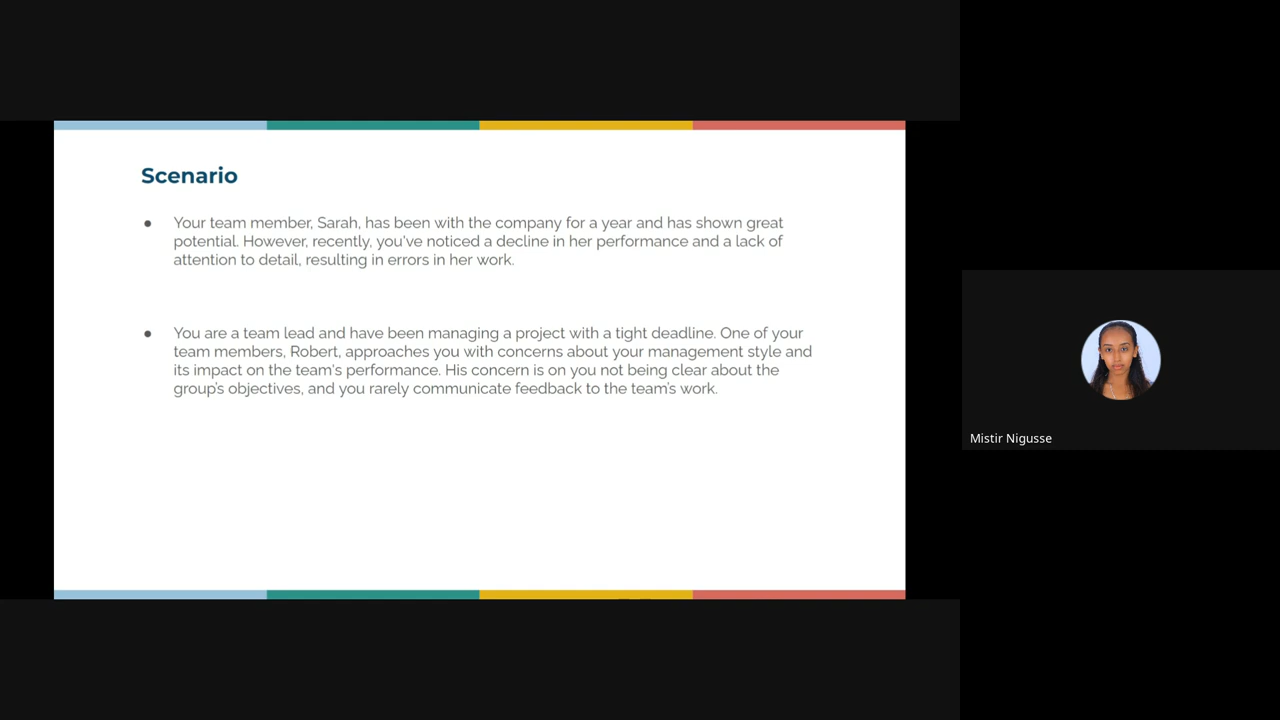 Scenario
● Your team member, Sarah, has been with the company for a year and has shown great
potential. However, recently, you've noticed a decline in her performance and a lack of
attention to detail, resulting in errors in her work.
● You are a team lead and have been managing a project with a tight deadline. One of your
team members, Robert, approaches you with concerns about your management style and
its impact on the team's performance. His concern is on you not being clear about the
group's objectives, and you rarely communicate feedback to the team's work.
Mistir Nigusse